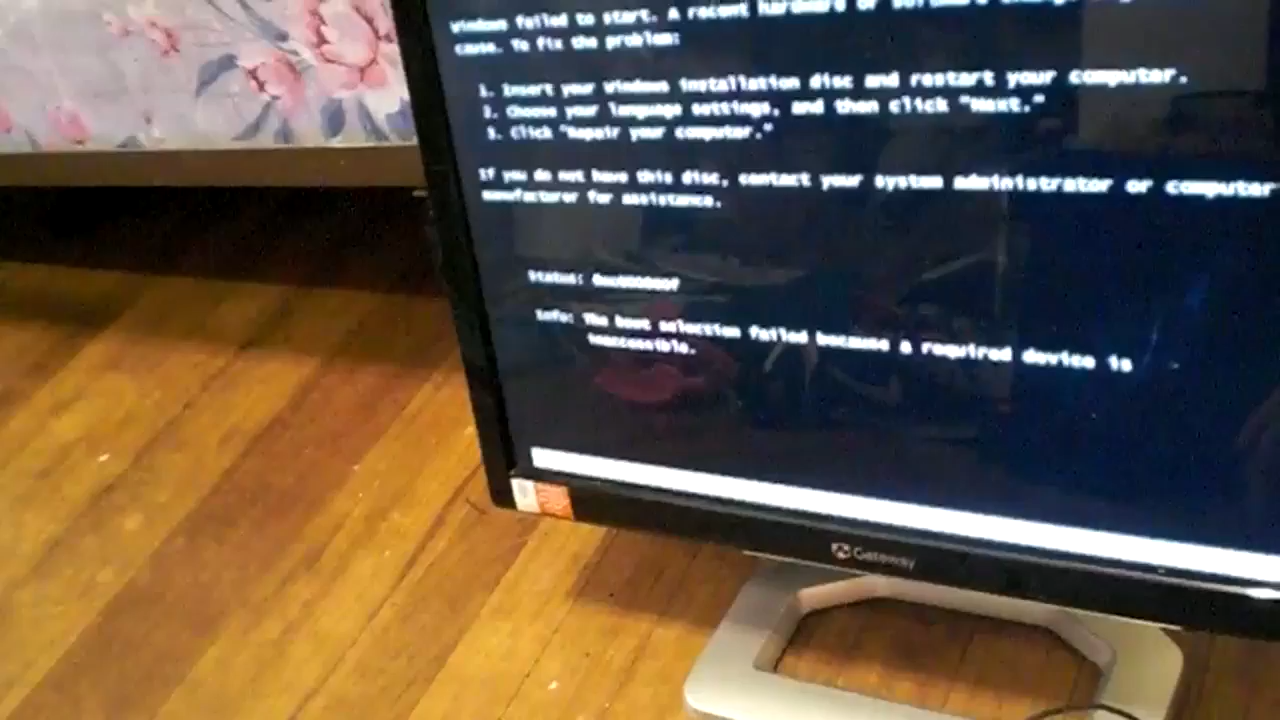 Windows failed to start. A recent hardware or software change
cause. To fix the problem:
1. Insert your Windows installation disc and restart your computer.
2. Choose your language settings, and then click "Next."
3. Click "Repair your computer."
If you do not have this disc, contact your system administrator or computer
manufacturer for assistance.
Status:
Info: The boot selection failed because a required device is
inaccessible.
Gateway